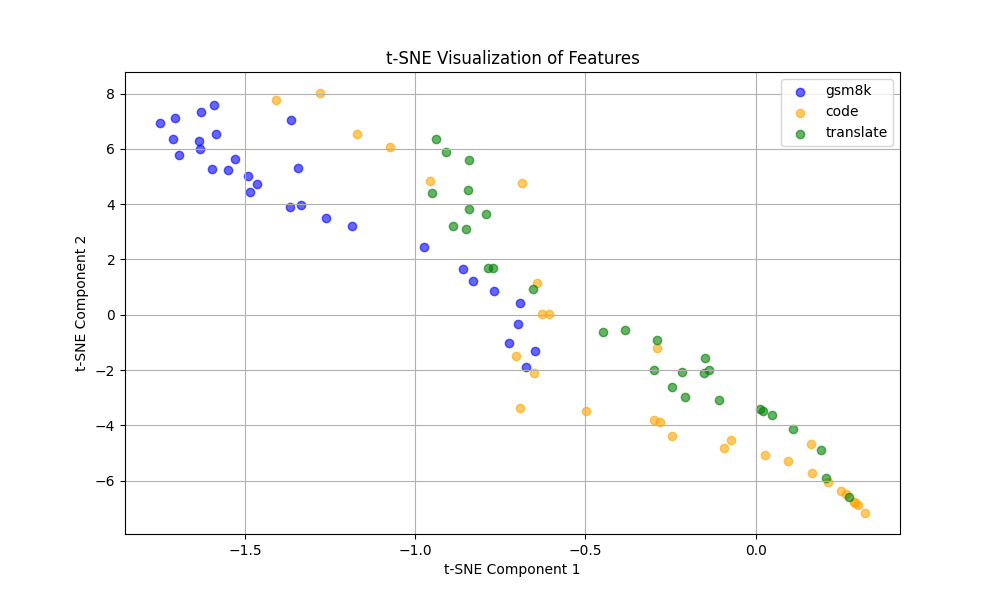 t-SNE Visualization of Features
gsm8k
code
translate
8
6
4
2
0
−2
−4
−6
t-SNE Component 2
−1.5
−1.0
−0.5
0.0
t-SNE Component 1